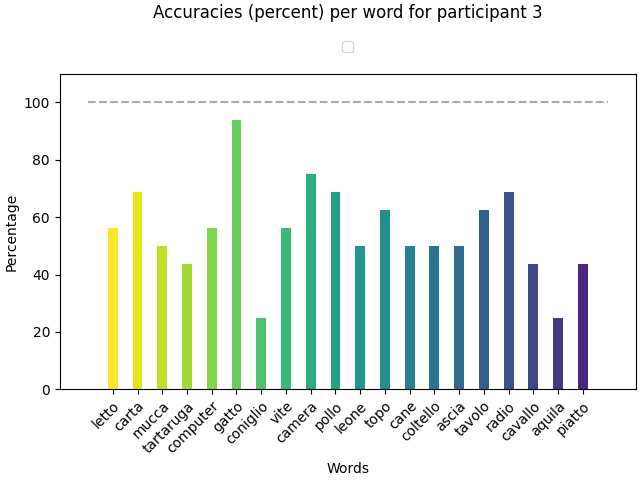 Accuracies (percent) per word for participant 3
100
80
60
40
20
0
Percentage
letto
carta
mucca
tartaruga
computer
gatto
coniglio
vite
camera
pollo
leone
topo
cane
coltello
ascia
tavolo
radio
cavallo
aquila
piatto
Words